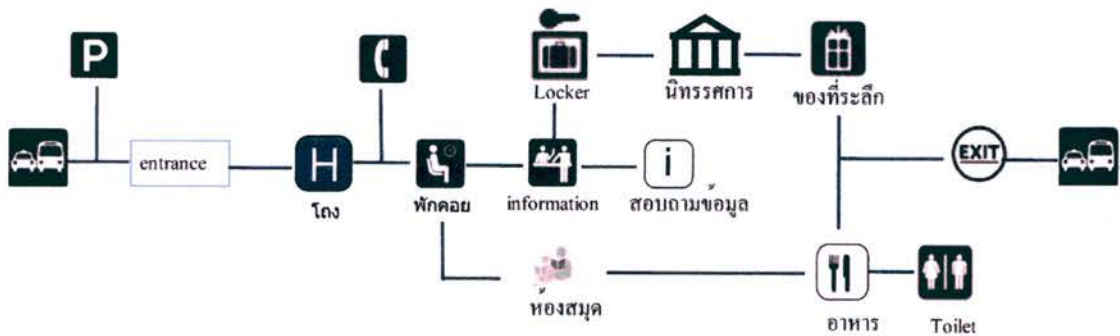 P
Locker
นิทรรศการ
ของที่ระลึก
entrance
H
EXIT
i
โถง
พักคอย
information
สอบถามข้อมูล
ห้องสมุด
อาหาร
Toilet